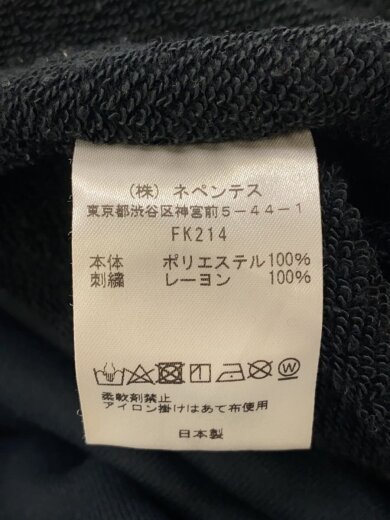 (株) ネペンテス
東京都渋谷区神宮前5-44-1
FK214
本体 ポリエステル100%
刺繍 レーヨン 100%
W
柔軟剤禁止
アイロン掛けはあて布使用
日本製